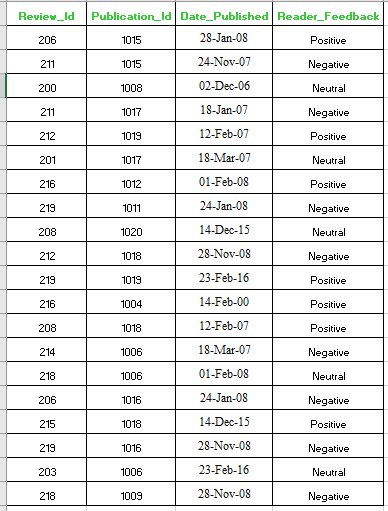 Review_Id Publication_Id Date_Published Reader_Feedback
206 1015 28-Jan-08 Positive
211 1015 24-Nov-07 Negative
200 1008 02-Dec-06 Neutral
211 1017 18-Jan-07 Negative
212 1019 12-Feb-07 Positive
201 1017 18-Mar-07 Neutral
216 1012 01-Feb-08 Positive
219 1011 24-Jan-08 Negative
208 1020 14-Dec-15 Neutral
212 1018 28-Nov-08 Negative
219 1019 23-Feb-16 Positive
216 1004 14-Feb-00 Positive
208 1018 12-Feb-07 Positive
214 1006 18-Mar-07 Negative
218 1006 01-Feb-08 Neutral
206 1016 24-Jan-08 Negative
215 1018 14-Dec-15 Positive
219 1016 28-Nov-08 Negative
203 1006 23-Feb-16 Neutral
218 1009 28-Nov-08 Negative